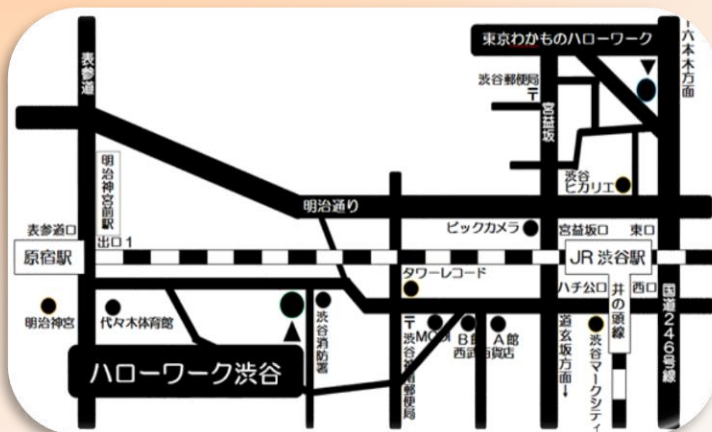 東京わかものハローワーク
六本木方面
表参道
渋谷郵便局
〒
宮益坂
明治神宮前駅
渋谷
ヒカリエ
明治通り
表参道口
出口1
ビックカメラ
宮益坂口
東口
原宿駅
JR 渋谷駅
タワーレコード
ハチ公口
西口
井の頭線
国道246号線
明治神宮
代々木体育館
渋谷消防署
〒
MODI
B館
A館
西武百貨店
道玄坂方面↓
渋谷マークシティ
ハローワーク渋谷